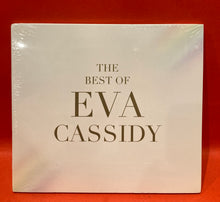 THE
BEST OF
EVA
CASSIDY